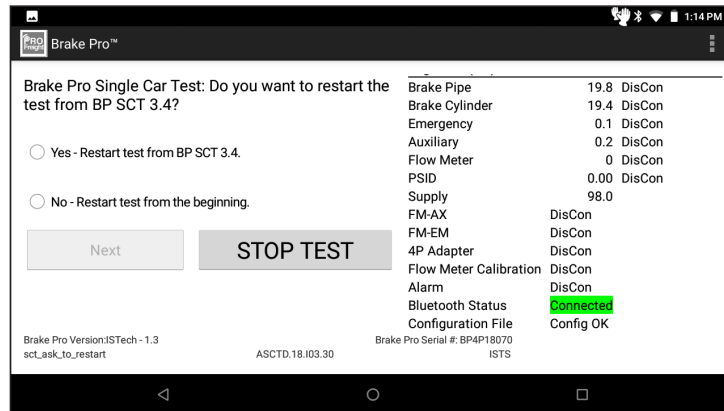 1:14 PM
PRO
Freight
Brake Pro™
Brake Pro Single Car Test: Do you want to restart the
test from BP SCT 3.4?
Yes - Restart test from BP SCT 3.4.
No - Restart test from the beginning.
Next
STOP TEST
Brake Pipe 19.8 DisCon
Brake Cylinder 19.4 DisCon
Emergency 0.1 DisCon
Auxiliary 0.2 DisCon
Flow Meter 0 DisCon
PSID 0.00 DisCon
Supply 98.0
FM-AX DisCon
FM-EM DisCon
4P Adapter DisCon
Flow Meter Calibration DisCon
Alarm DisCon
Bluetooth Status Connected
Configuration File Config OK
Brake Pro Version:ISTech - 1.3 Brake Pro Serial #: BP4P18070
sct_ask_to_restart ASCTD.18.I03.30 ISTS